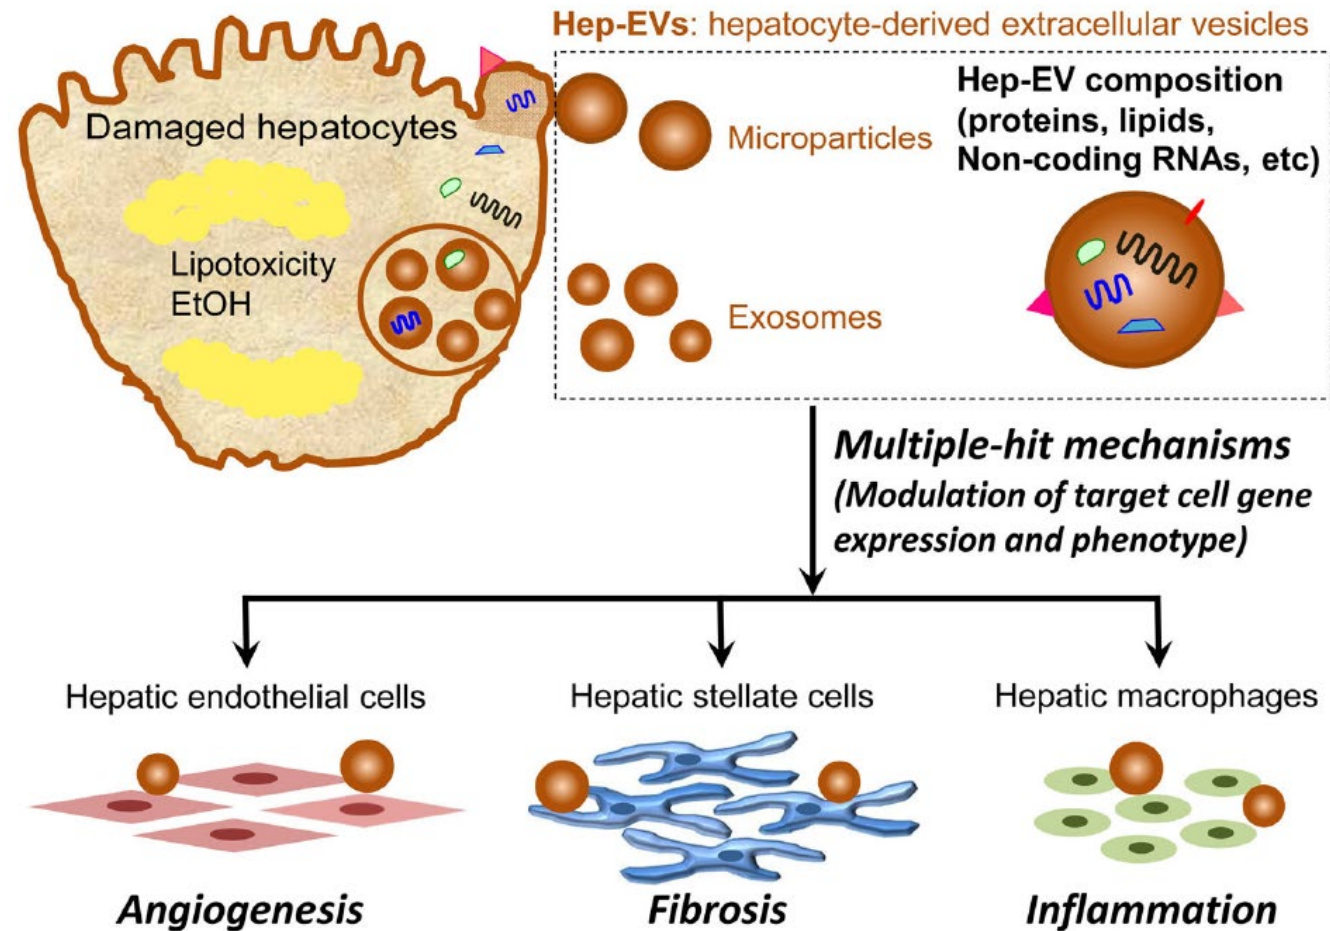 Hep-EVs: hepatocyte-derived extracellular vesicles
Damaged hepatocytes
Lipotoxicity
EtOH
Microparticles
Exosomes
Hep-EV composition
(proteins, lipids,
Non-coding RNAs, etc)
Multiple-hit mechanisms
(Modulation of target cell gene
expression and phenotype)
Hepatic endothelial cells
Hepatic stellate cells
Hepatic macrophages
Angiogenesis
Fibrosis
Inflammation